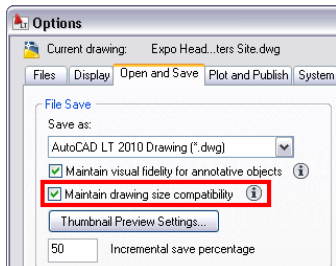 Options
Current drawing: Expo Head...ters Site.dwg
Files Display Open and Save Plot and Publish System
File Save
Save as:
AutoCAD LT 2010 Drawing (*.dwg)
Maintain visual fidelity for annotative objects
Maintain drawing size compatibility
Thumbnail Preview Settings...
50 Incremental save percentage